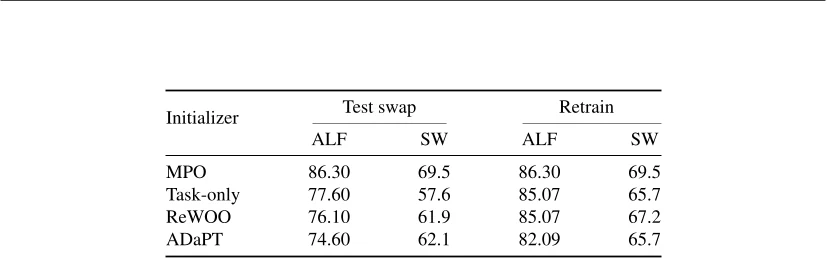 Initializer Test swap Retrain
ALF SW ALF SW
MPO 86.30 69.5 86.30 69.5
Task-only 77.60 57.6 85.07 65.7
ReWOO 76.10 61.9 85.07 67.2
ADaPT 74.60 62.1 82.09 65.7